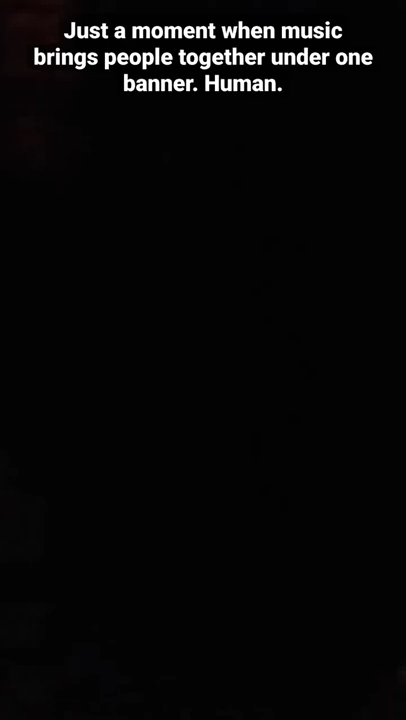 Just a moment when music
brings people together under one
banner. Human.